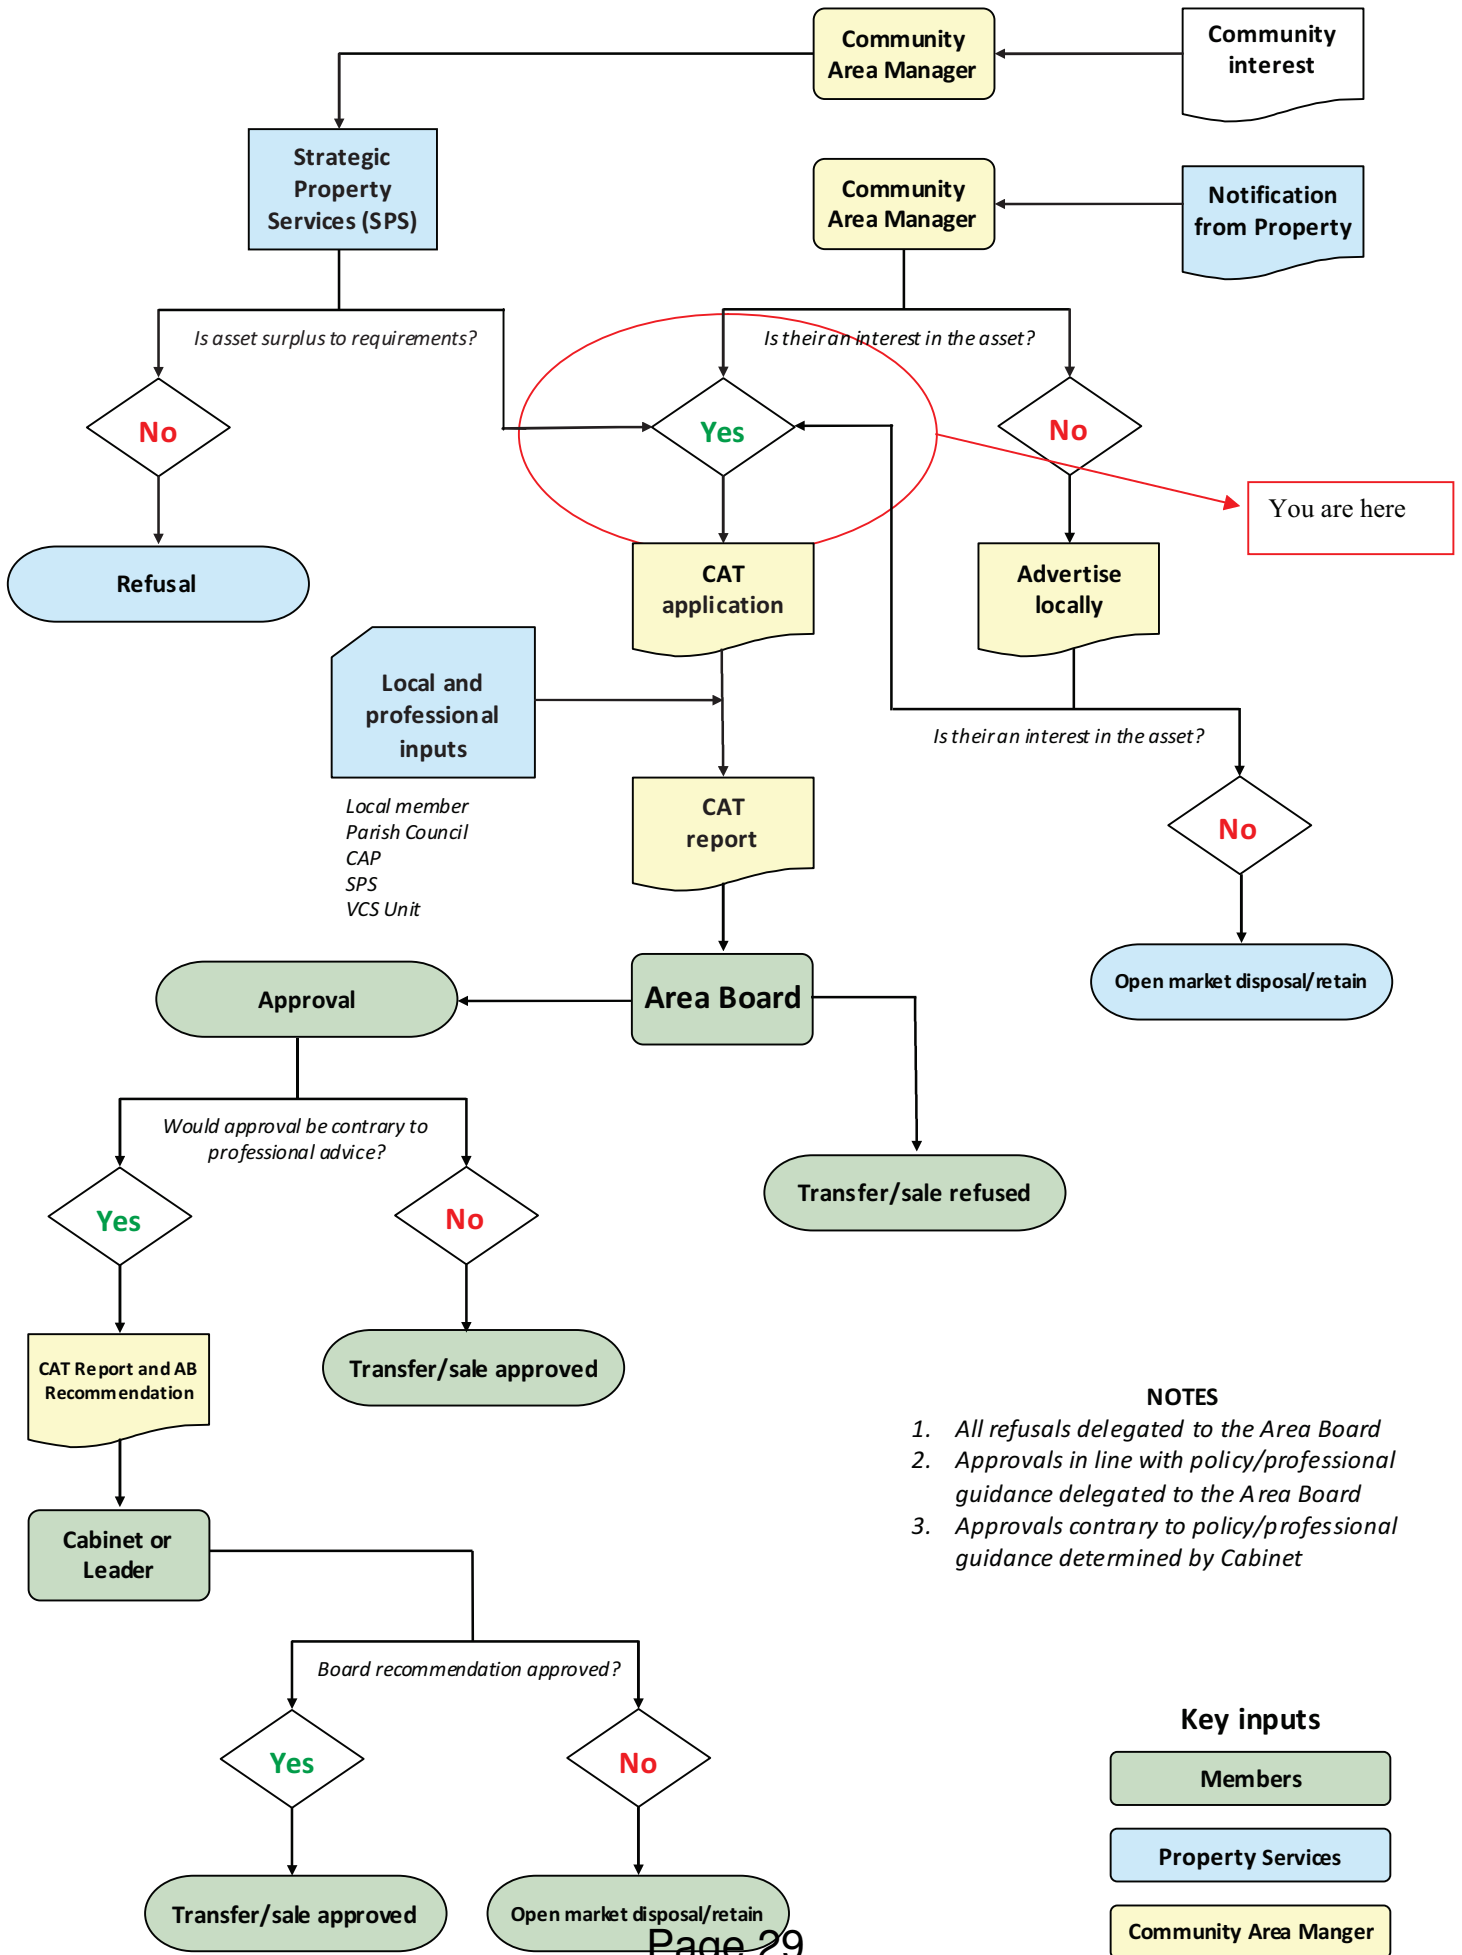 Community
Area Manager
Community
interest
Strategic
Property
Services (SPS)
Community
Area Manager
Notification
from Property
Is asset surplus to requirements?
Is their an interest in the asset?
No
Yes
No
You are here
Refusal
CAT
application
Advertise
locally
Local and
professional
inputs
Is their an interest in the asset?
Local member
Parish Council
CAP
SPS
VCS Unit
CAT
report
No
Approval
Area Board
Open market disposal/retain
Would approval be contrary to
professional advice?
Yes
No
Transfer/sale refused
CAT Report and AB
Recommendation
Transfer/sale approved
NOTES
1. All refusals delegated to the Area Board
2. Approvals in line with policy/professional
guidance delegated to the Area Board
3. Approvals contrary to policy/professional
guidance determined by Cabinet
Cabinet or
Leader
Board recommendation approved?
Yes
No
Key inputs
Members
Property Services
Community Area Manger
Transfer/sale approved
Open market disposal/retain
Page 29